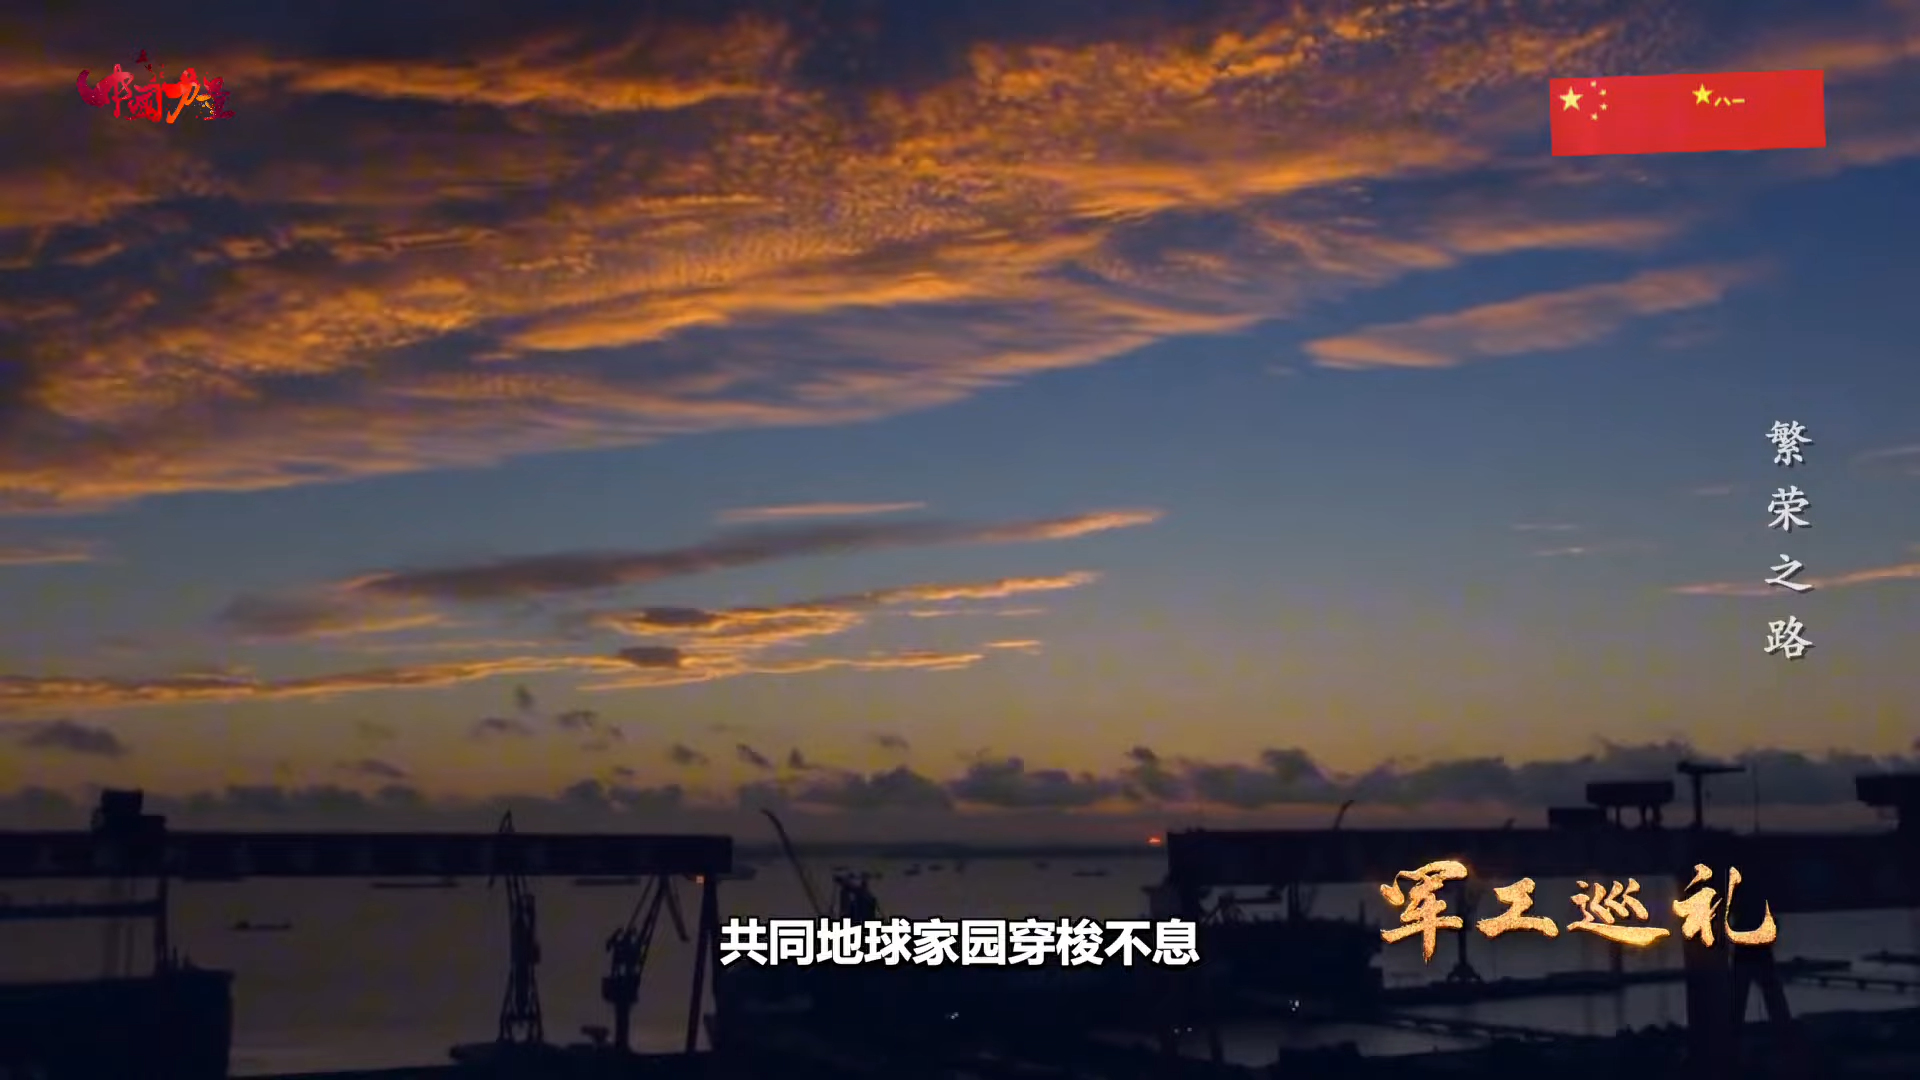 中国力量
八一
繁荣之路
军工巡礼
共同地球家园穿梭不息